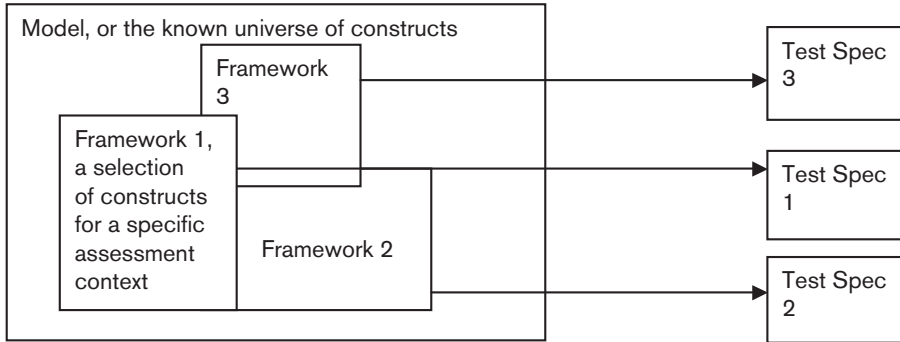 Model, or the known universe of constructs
Framework
3
Framework 1,
a selection
of constructs
for a specific
assessment
context
Framework 2
Test Spec
3
Test Spec
1
Test Spec
2